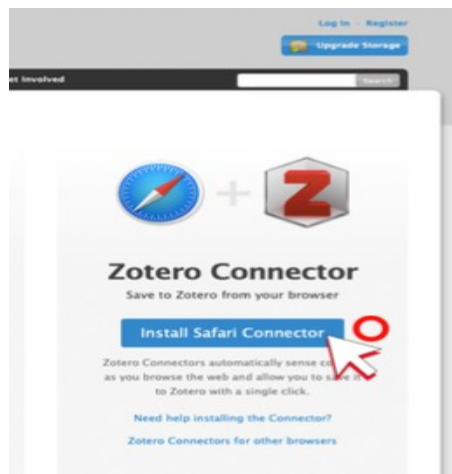 Log In · Register
Upgrade Storage
et Involved
Search
Z
Zotero Connector
Save to Zotero from your browser
Install Safari Connector
Zotero Connectors automatically sense co
as you browse the web and allow you to save it
to Zotero with a single click.
Need help installing the Connector?
Zotero Connectors for other browsers